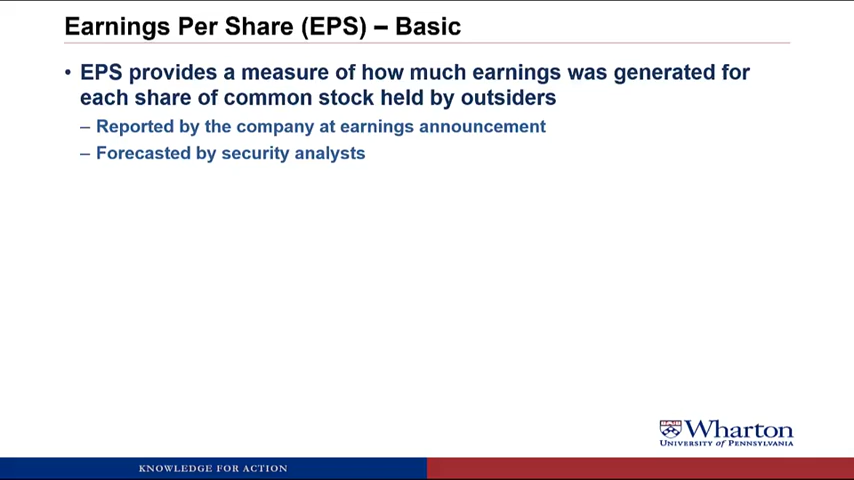 Earnings Per Share (EPS) – Basic
• EPS provides a measure of how much earnings was generated for
each share of common stock held by outsiders
– Reported by the company at earnings announcement
– Forecasted by security analysts
Wharton
UNIVERSITY OF PENNSYLVANIA
KNOWLEDGE FOR ACTION